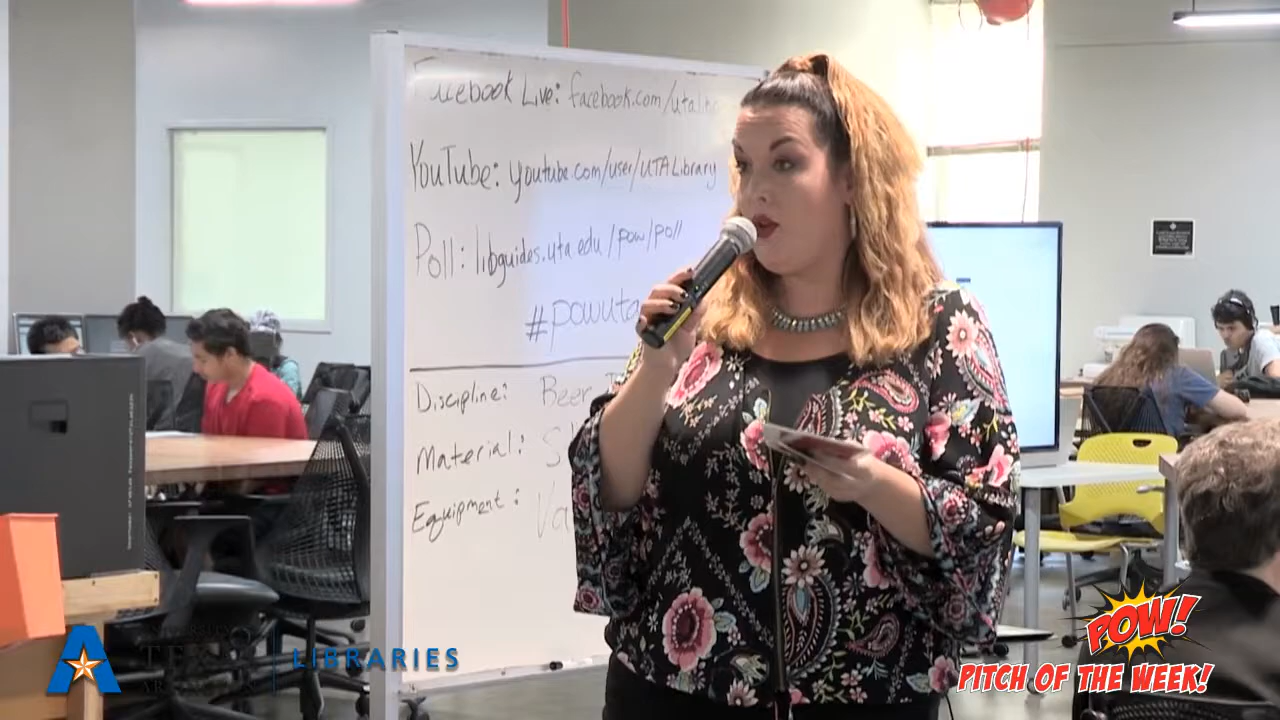 Facebook Live: facebook.com/utalib
YouTube: youtube.com/user/UTALibrary
Poll: libguides.uta.edu/pow/poll
#powuta
Discipline: Beer
Material:
Equipment:
POW!
PITCH OF THE WEEK!
LIBRARIES